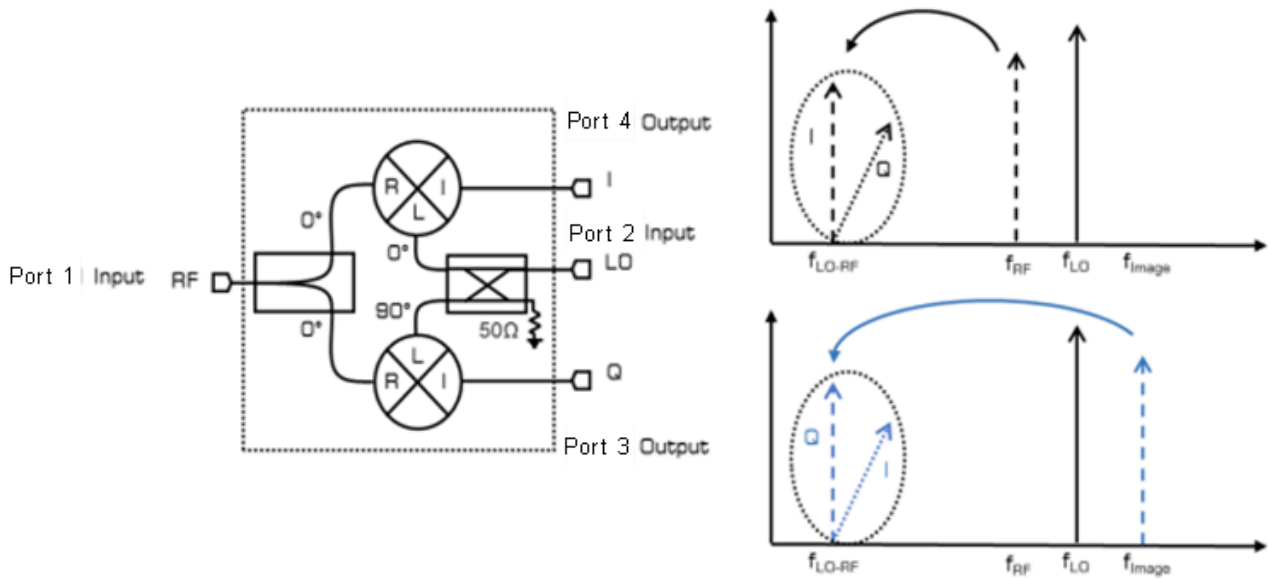 Port 4 Output
R I
L
I
0°
Port 2 Input
0°
LO
Port 1 Input RF
90°
50Ω
0°
L
R I
Q
Port 3 Output
I
Q
fLO-RF fRF fLO fImage
Q
I
fLO-RF fRF fLO fImage